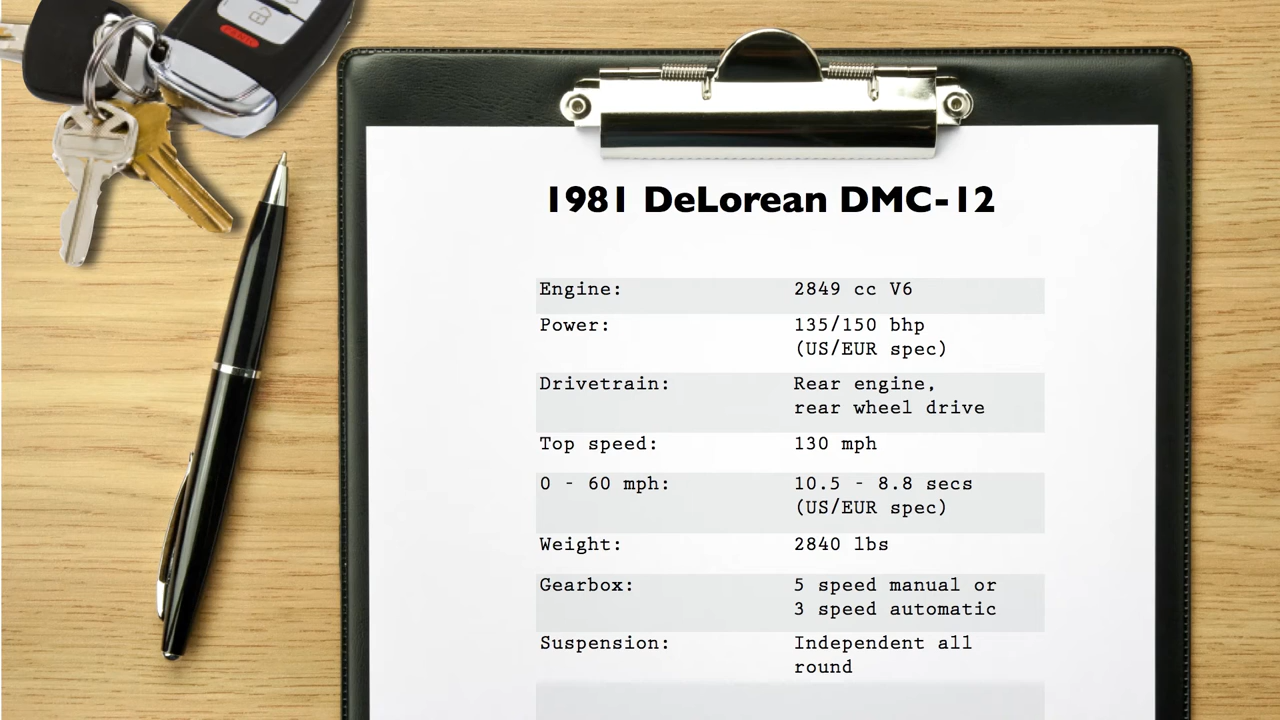 1981 DeLorean DMC-12
Engine: 2849 cc V6
Power: 135/150 bhp
(US/EUR spec)
Drivetrain: Rear engine,
rear wheel drive
Top speed: 130 mph
0 - 60 mph: 10.5 - 8.8 secs
(US/EUR spec)
Weight: 2840 lbs
Gearbox: 5 speed manual or
3 speed automatic
Suspension: Independent all
round